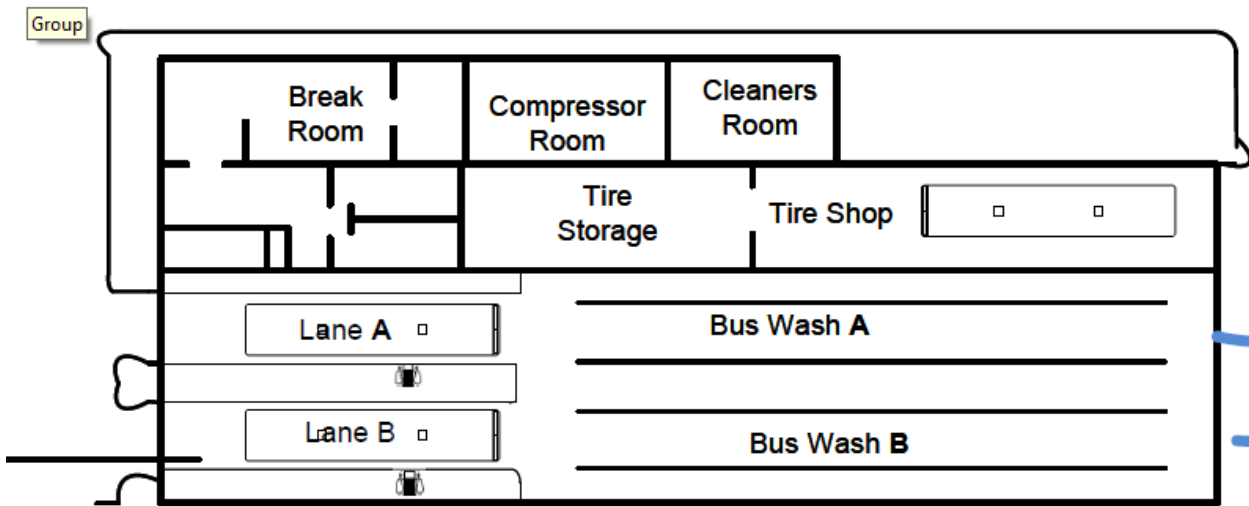 Group
Break
Room
Compressor
Room
Cleaners
Room
Tire
Storage
Tire Shop
Lane A
Bus Wash A
Lane B
Bus Wash B